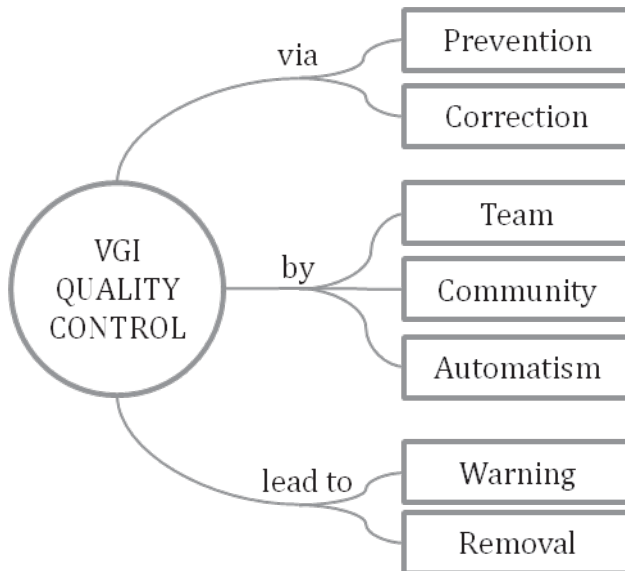 via
Prevention
Correction
VGI
QUALITY
CONTROL
by
Team
Community
Automatism
lead to
Warning
Removal